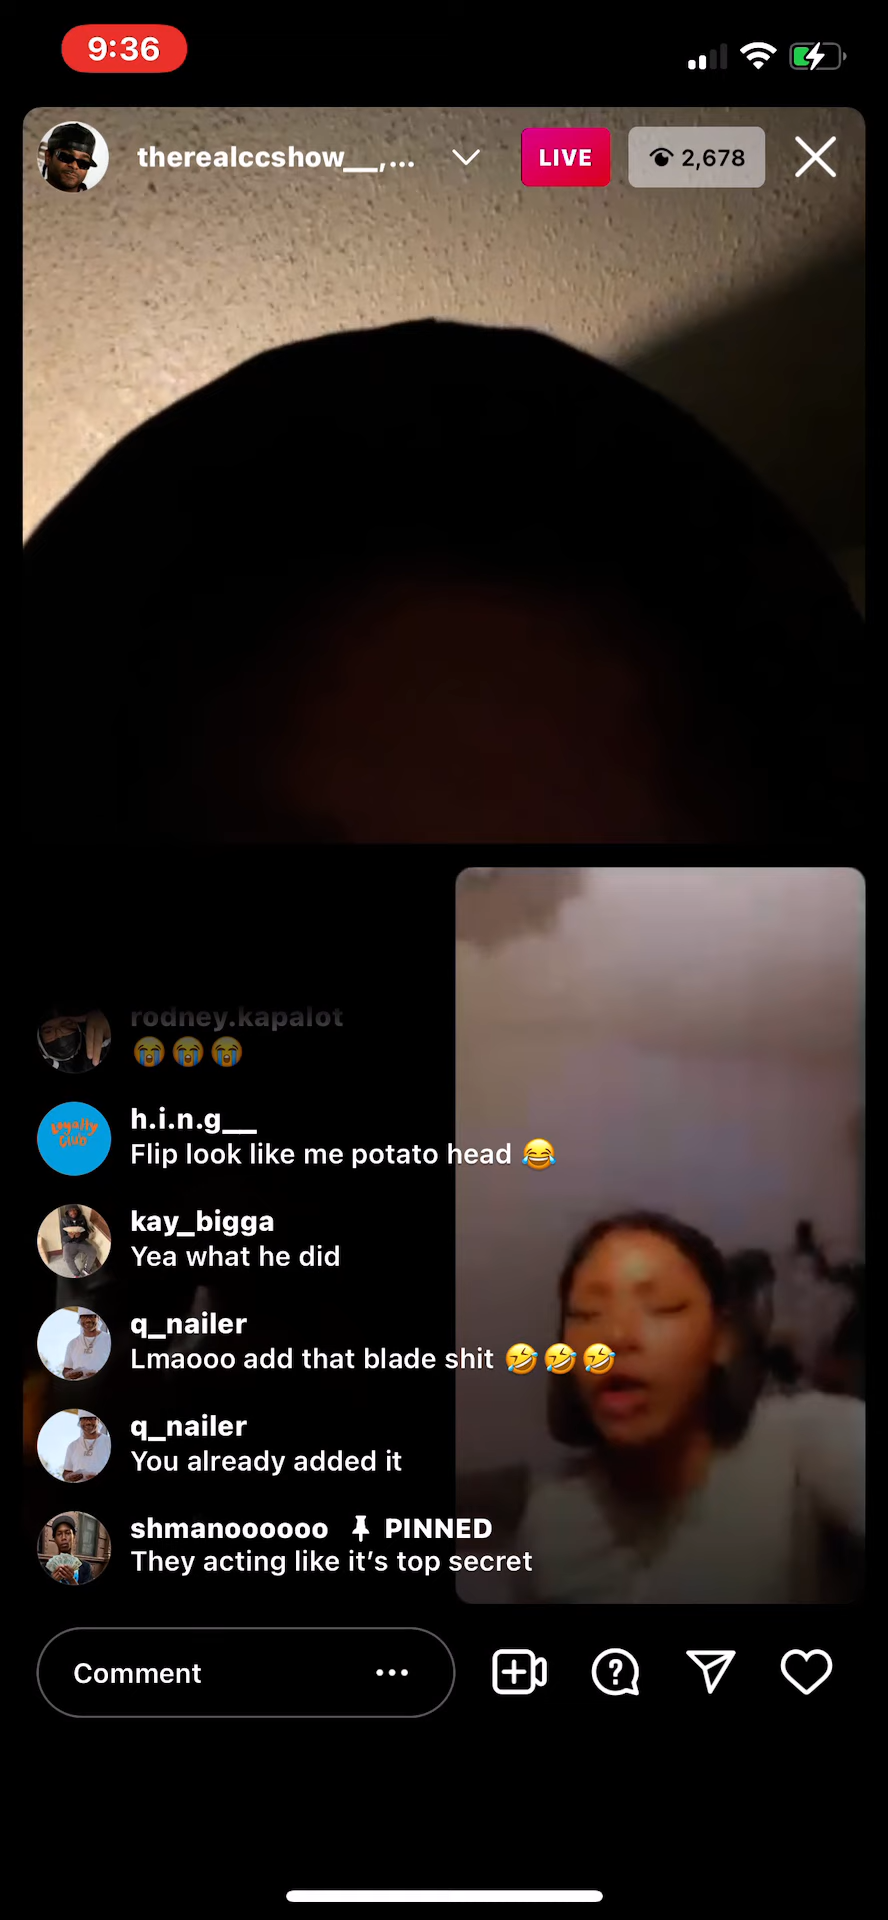 9:36
therealccshow__,...
LIVE
2,678
rodney.kapalot
😭😭😭
Loyalty
Club
h.i.n.g__
Flip look like me potato head 😂
kay_bigga
Yea what he did
q_nailer
Lmaooo add that blade shit 🤣🤣🤣
q_nailer
You already added it
shmanoooooo PINNED
They acting like it’s top secret
Comment ...